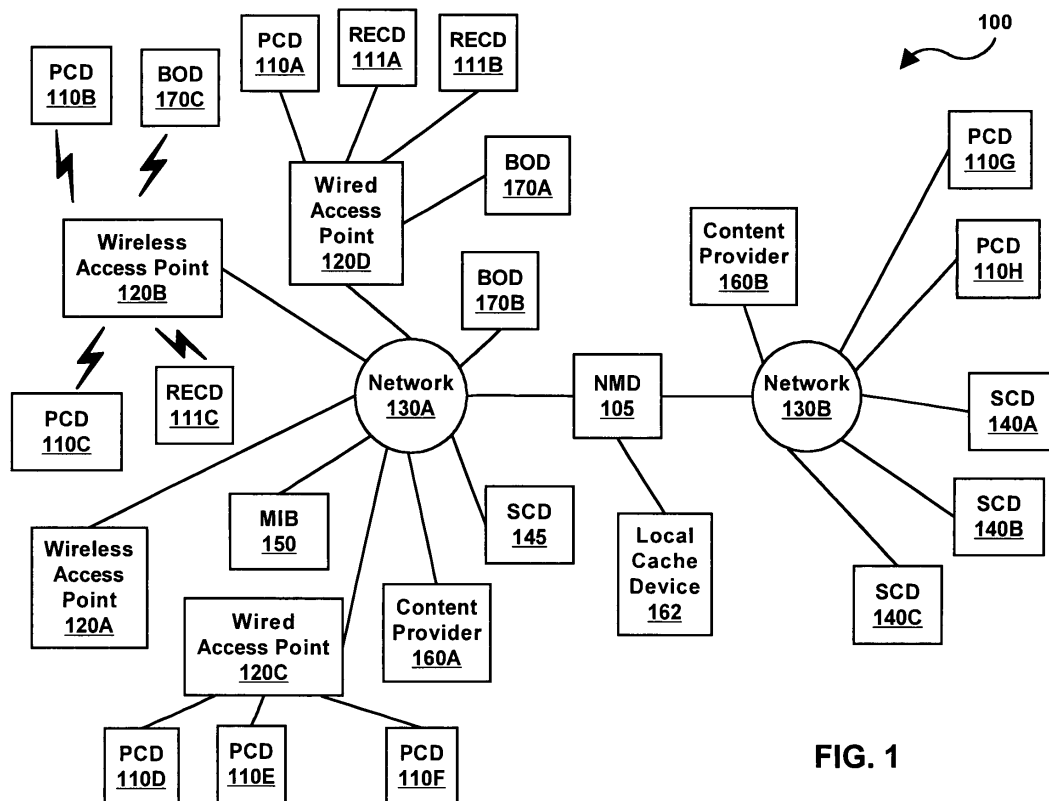 100
PCD
110A
RECD
111A
RECD
111B
PCD
110B
BOD
170C
PCD
110G
Wired
Access
Point
120D
BOD
170A
Content
Provider
160B
PCD
110H
Wireless
Access Point
120B
BOD
170B
Network
130A
NMD
105
Network
130B
SCD
140A
PCD
110C
RECD
111C
MIB
150
SCD
145
Local
Cache
Device
162
SCD
140B
Wireless
Access
Point
120A
Wired
Access Point
120C
Content
Provider
160A
SCD
140C
PCD
110D
PCD
110E
PCD
110F
FIG. 1